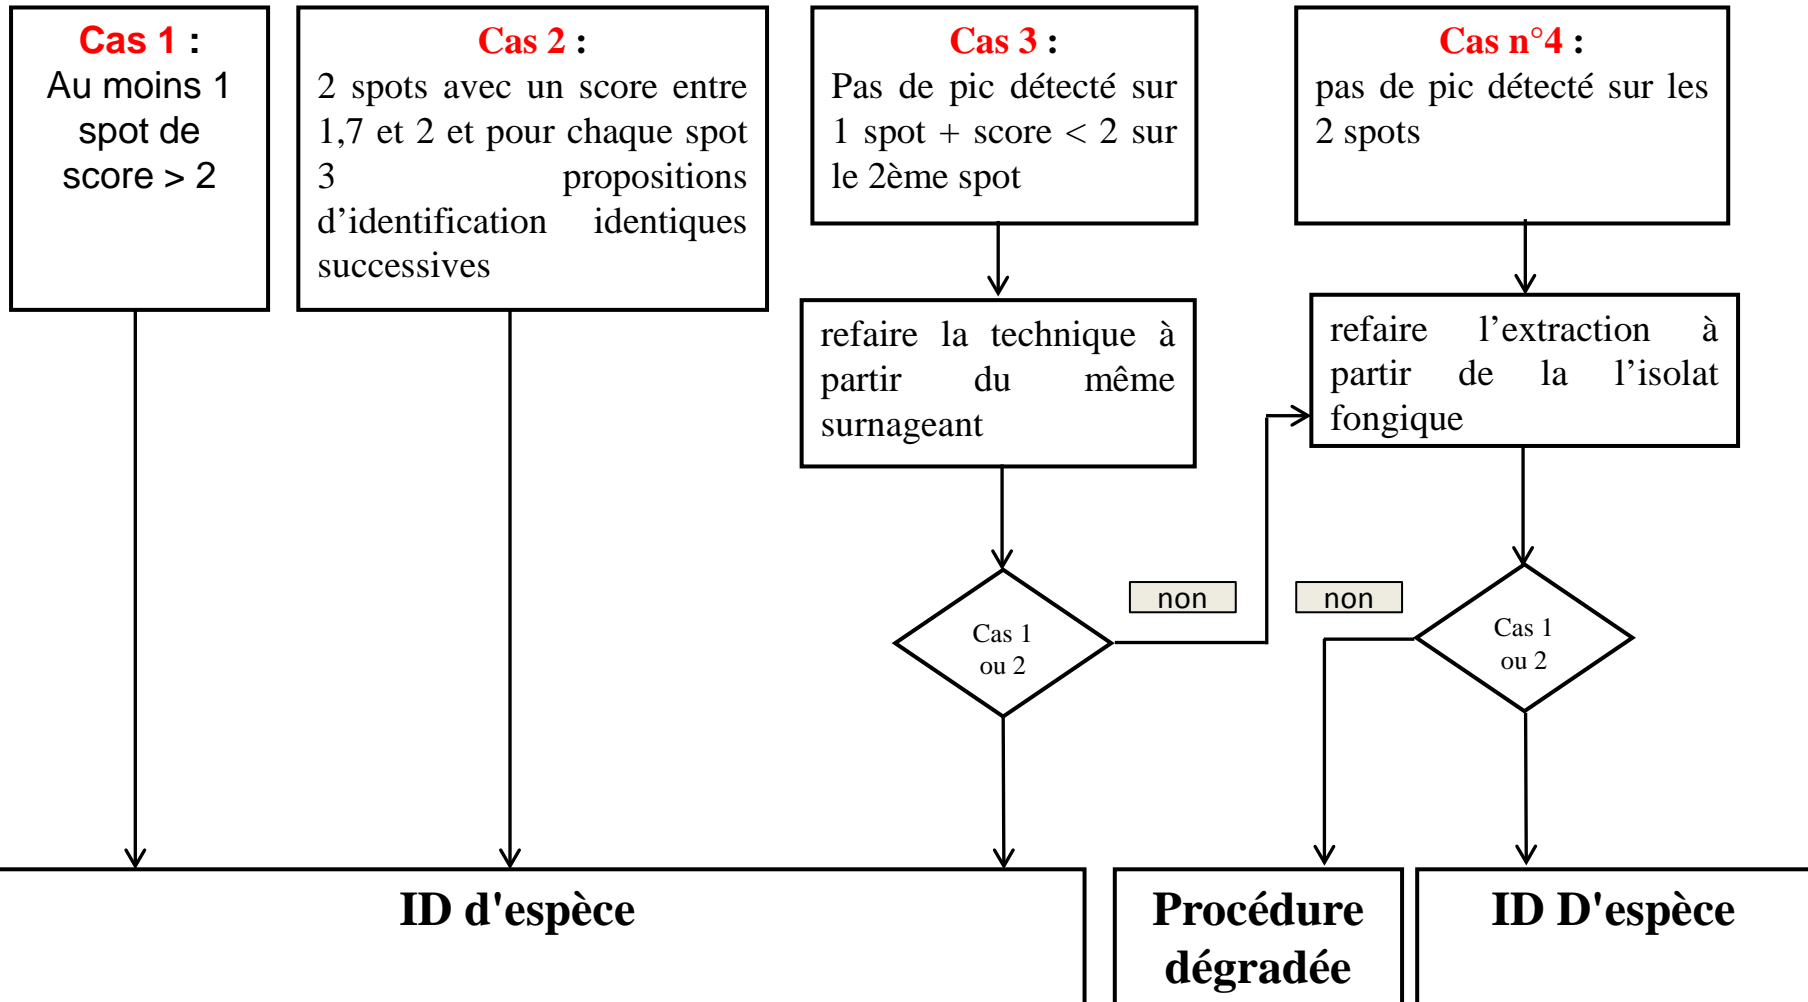 Cas 1 :
Au moins 1
spot de
score > 2
Cas 2 :
2 spots avec un score entre
1,7 et 2 et pour chaque spot
3 propositions
d’identification identiques
successives
Cas 3 :
Pas de pic détecté sur
1 spot + score < 2 sur
le 2ème spot
Cas n°4 :
pas de pic détecté sur les
2 spots
refaire la technique à
partir du même
surnageant
refaire l’extraction à
partir de la l’isolat
fongique
non
non
Cas 1
ou 2
Cas 1
ou 2
ID d'espèce
Procédure
dégradée
ID D'espèce